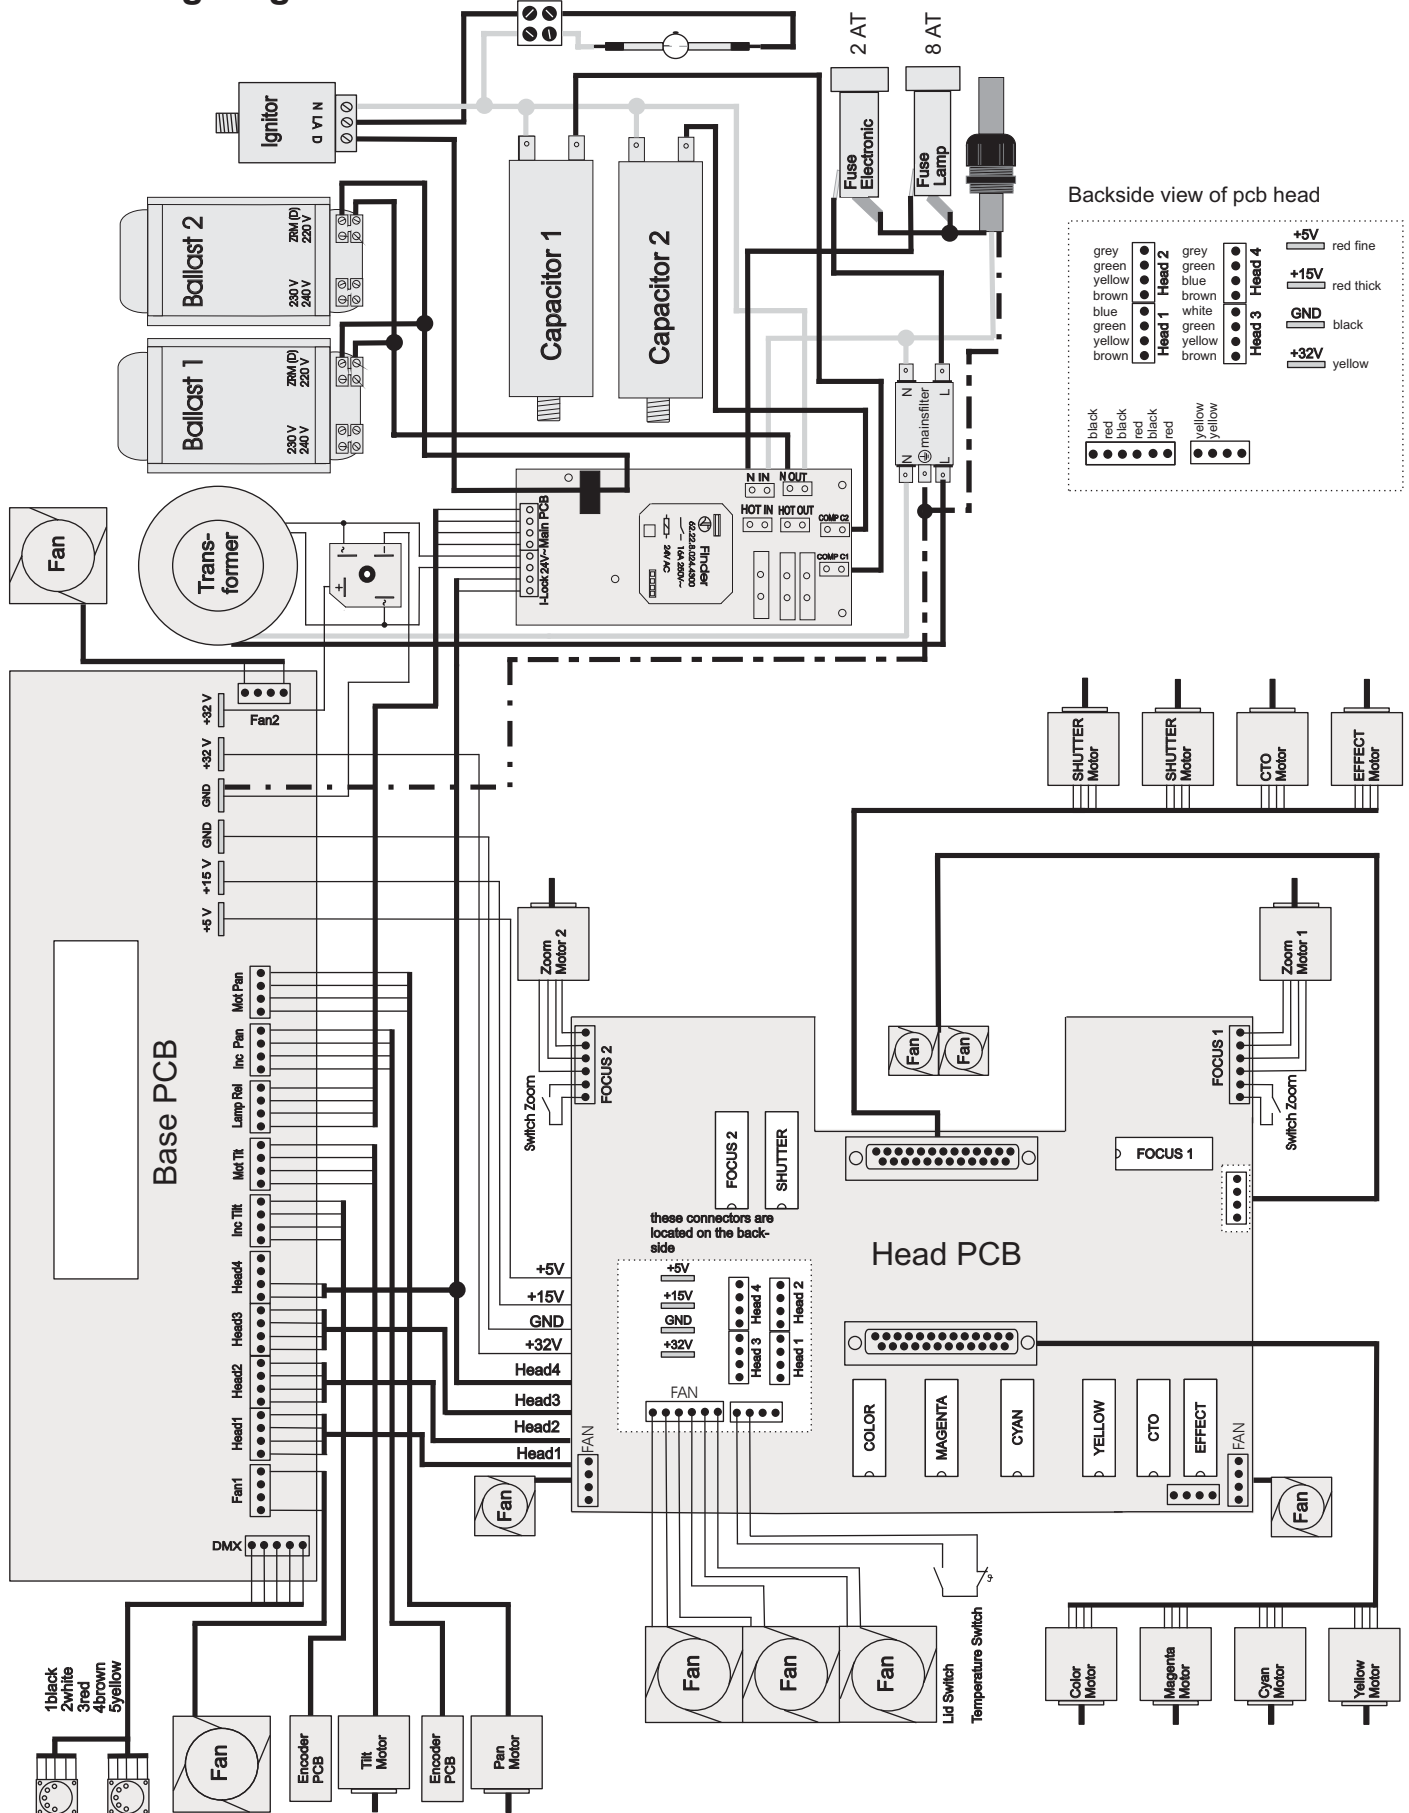 2 AT
8 AT
Ignitor
N LA D
Fuse
Electronic
Fuse
Lamp
Ballast 2
ZRM (D)
220 V
230 V
240 V
Capacitor 1
Capacitor 2
Ballast 1
ZRM (D)
220 V
230 V
240 V
N
L
mainsfilter
N
L
Backside view of pcb head
grey
green
yellow
brown
Head 2
blue
green
yellow
brown
Head 1
grey
green
blue
brown
Head 4
white
green
yellow
brown
Head 3
+5V
red fine
+15V
red thick
GND
black
+32V
yellow
black
red
black
red
black
red
yellow
yellow
Fan
Trans-
former
+
~
~
I-Lock 24V~Main PCB
N IN
N OUT
HOT IN
HOT OUT
COMP C2
COMP C1
Finder
62.22.8.024.4300
16A 250V~
24V AC
Fan2
+32 V
+32 V
GND
GND
+15 V
+5 V
Base PCB
Mot Pan
Inc Pan
Lamp Rel
Mot Tlt
Inc Tilt
Head4
Head3
Head2
Head1
Fan1
DMX
SHUTTER
Motor
SHUTTER
Motor
CTO
Motor
EFFECT
Motor
Zoom
Motor 2
Zoom
Motor 1
FOCUS 2
Switch Zoom
Fan
Fan
FOCUS 1
Switch Zoom
FOCUS 2
SHUTTER
FOCUS 1
these connectors are
located on the back-
side
Head PCB
+5V
+15V
GND
+32V
Head4
Head3
Head2
Head1
+5V
+15V
GND
+32V
Head 4
Head 2
Head 3
Head 1
FAN
FAN
Fan
COLOR
MAGENTA
CYAN
YELLOW
CTO
EFFECT
FAN
Fan
Fan
Fan
Fan
Lid Switch
Temperature Switch
Color
Motor
Magenta
Motor
Cyan
Motor
Yellow
Motor
1black
2white
3red
4brown
5yellow
Fan
Encoder
PCB
Tilt
Motor
Encoder
PCB
Pan
Motor